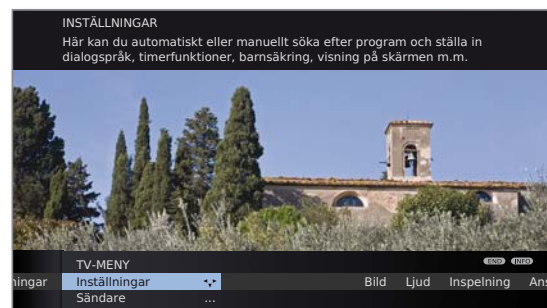 INSTÄLLNINGAR
Här kan du automatiskt eller manuellt söka efter program och ställa in
dialogspråk, timerfunktioner, barnsäkring, visning på skärmen m.m.
TV-MENY END INFO
ningar Inställningar Bild Ljud Inspelning Ans
Sändare ...